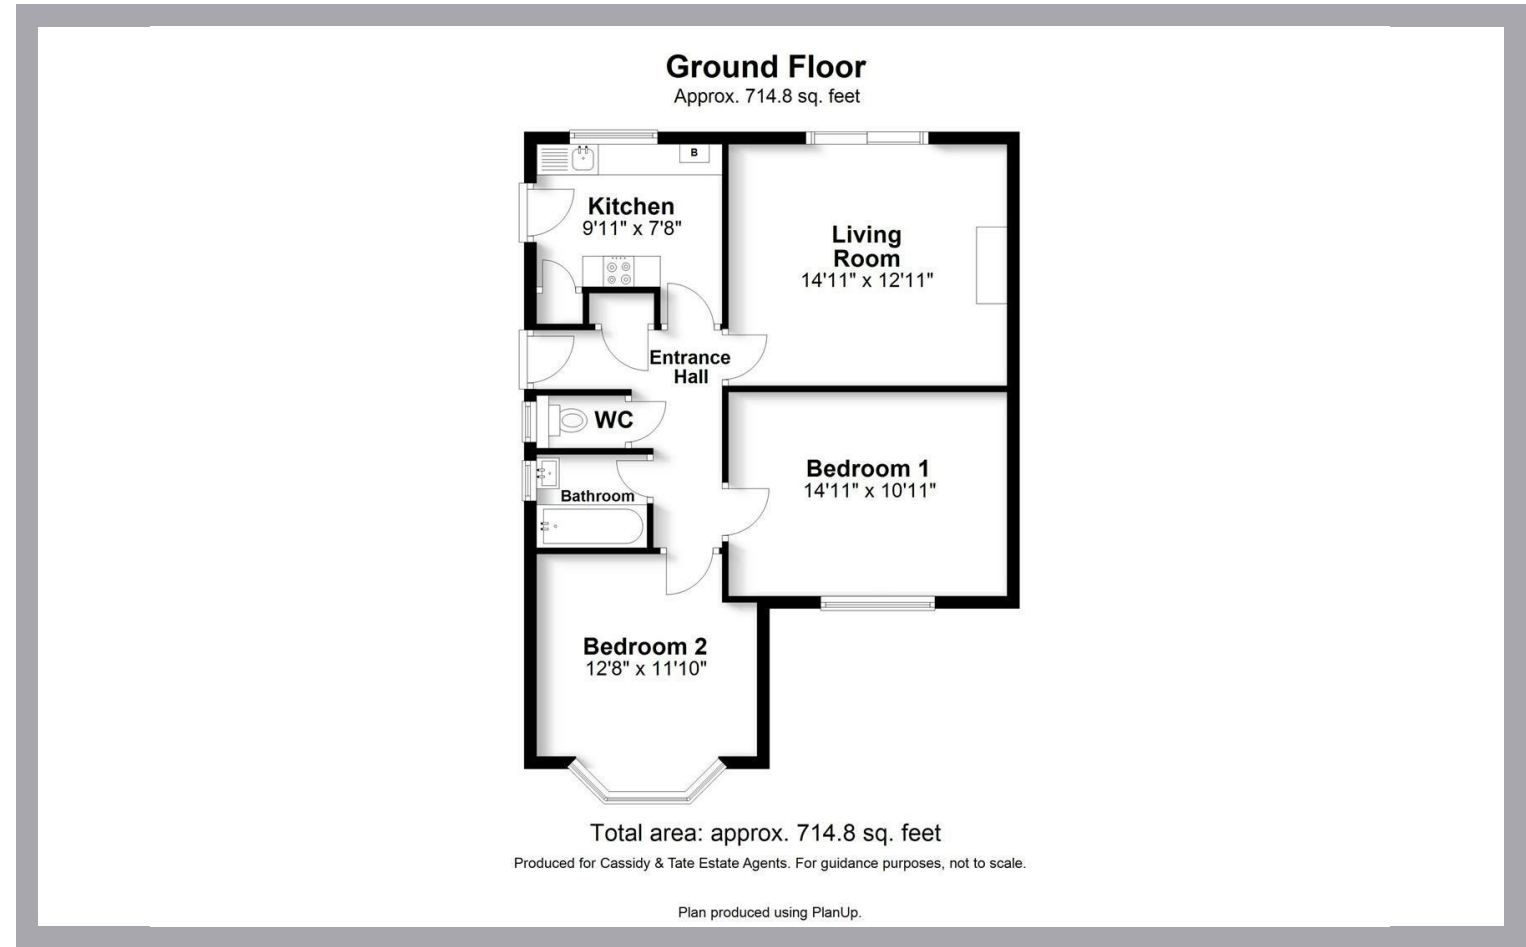 Ground Floor
Approx. 714.8 sq. feet
B
Kitchen
9'11" x 7'8"
Living
Room
14'11" x 12'11"
Entrance
Hall
WC
Bedroom 1
14'11" x 10'11"
Bathroom
Bedroom 2
12'8" x 11'10"
Total area: approx. 714.8 sq. feet
Produced for Cassidy & Tate Estate Agents. For guidance purposes, not to scale.
Plan produced using PlanUp.